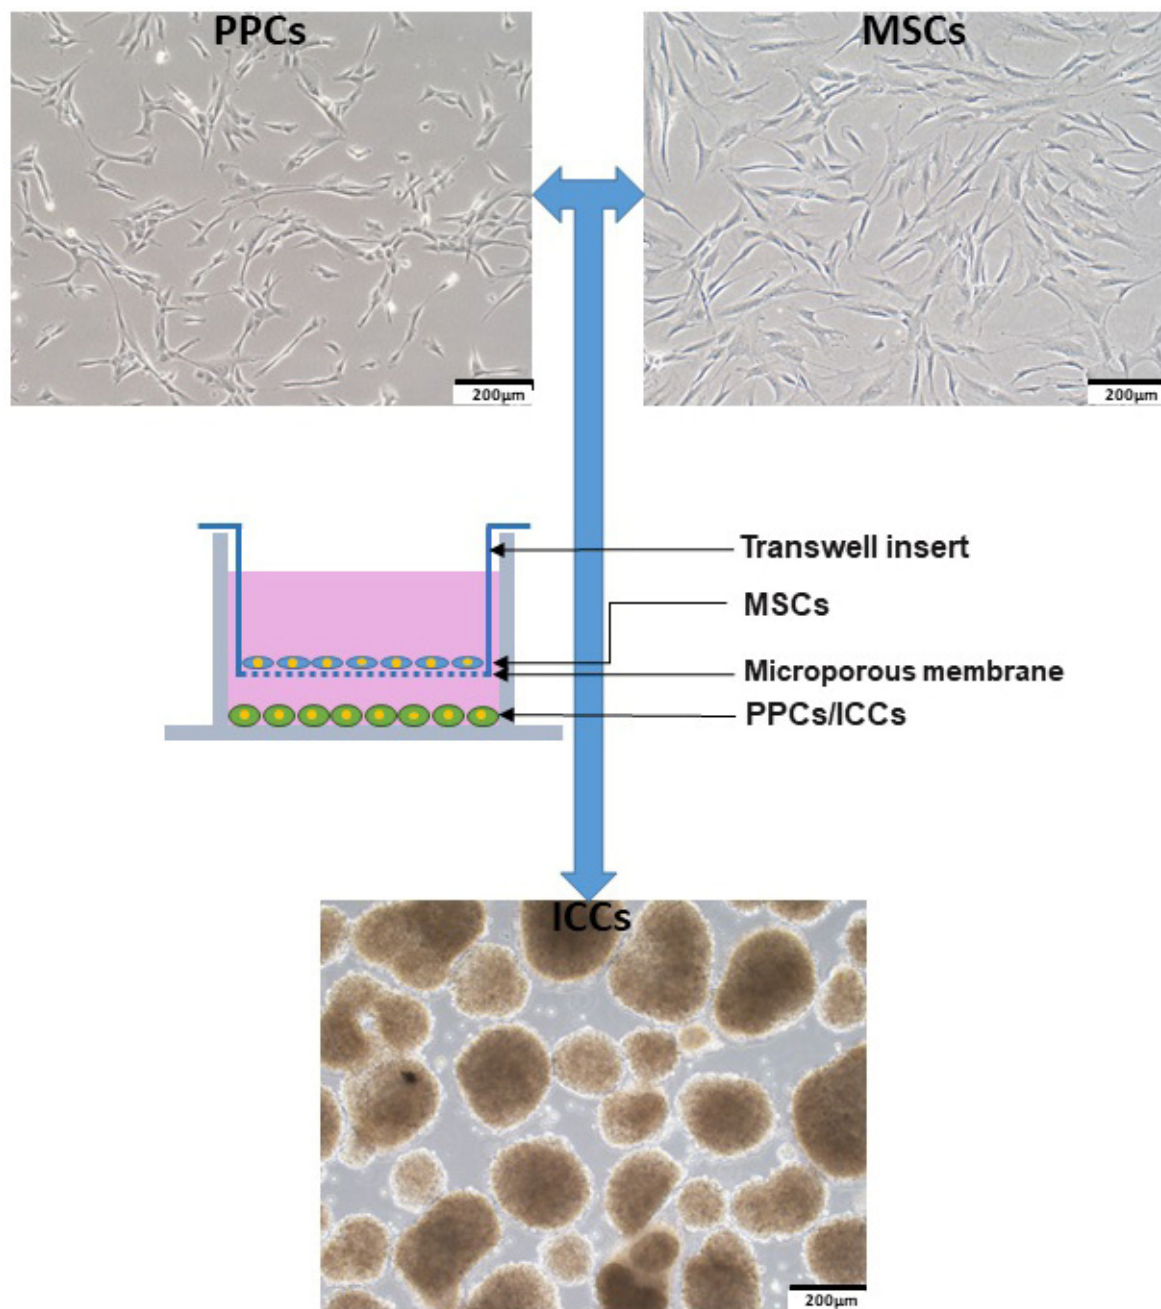 PPCs
MSCs
200µm
200µm
Transwell insert
MSCs
Microporous membrane
PPCs/ICCs
ICCs
200µm